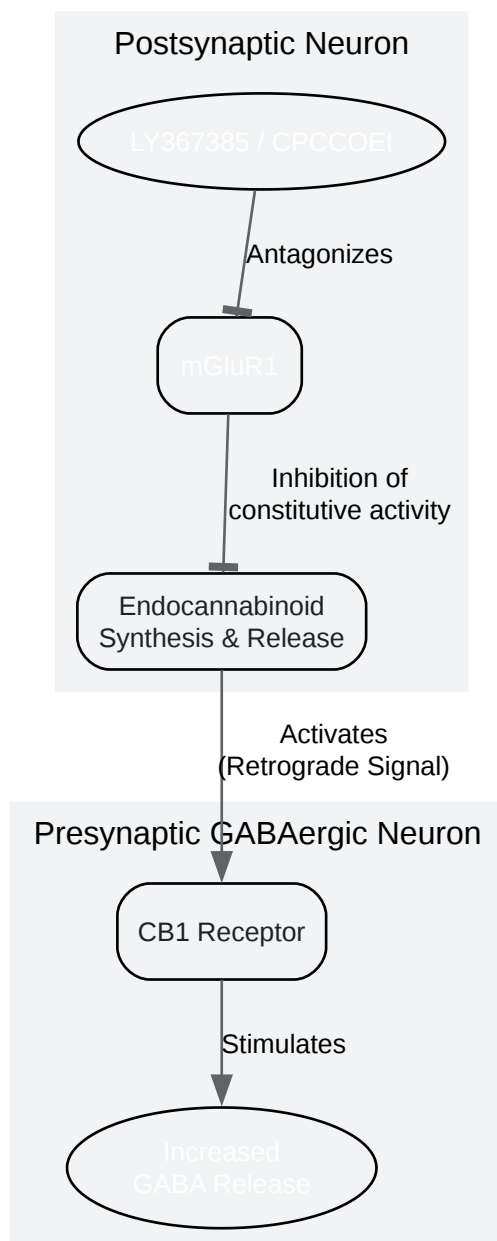 Postsynaptic Neuron
LY367385 / CPCCOEt
Antagonizes
mGluR1
Inhibition of
constitutive activity
Endocannabinoid
Synthesis & Release
Activates
(Retrograde Signal)
Presynaptic GABAergic Neuron
CB1 Receptor
Stimulates
Increased
GABA Release